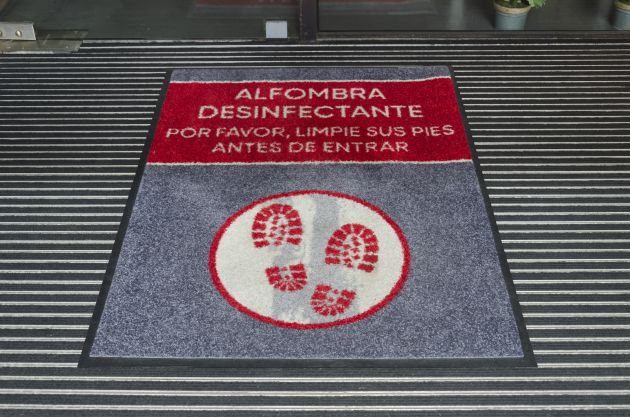 ALFOMBRA
DESINFECTANTE
POR FAVOR, LIMPIE SUS PIES
ANTES DE ENTRAR